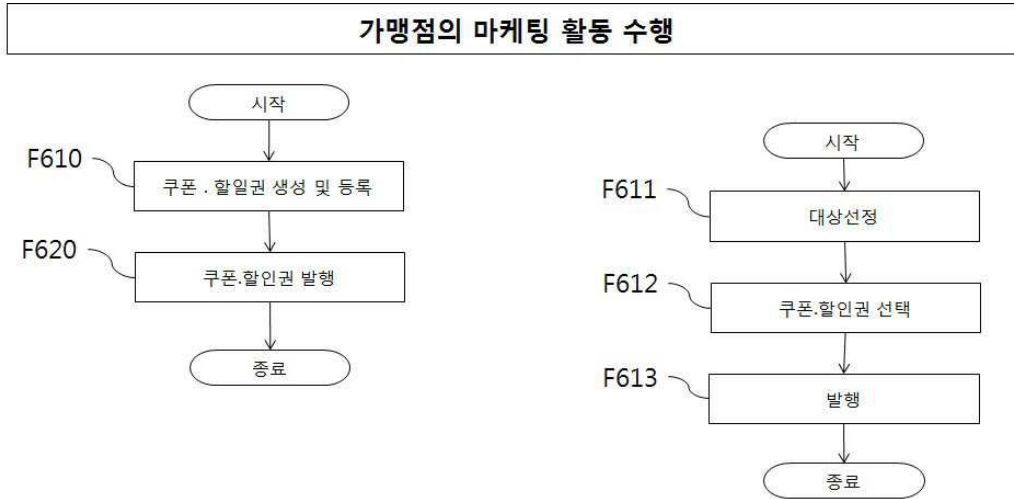 가맹점의 마케팅 활동 수행
시작
F610
쿠폰 . 할일권 생성 및 등록
F620
쿠폰.할인권 발행
종료
시작
F611
대상선정
F612
쿠폰.할인권 선택
F613
발행
종료